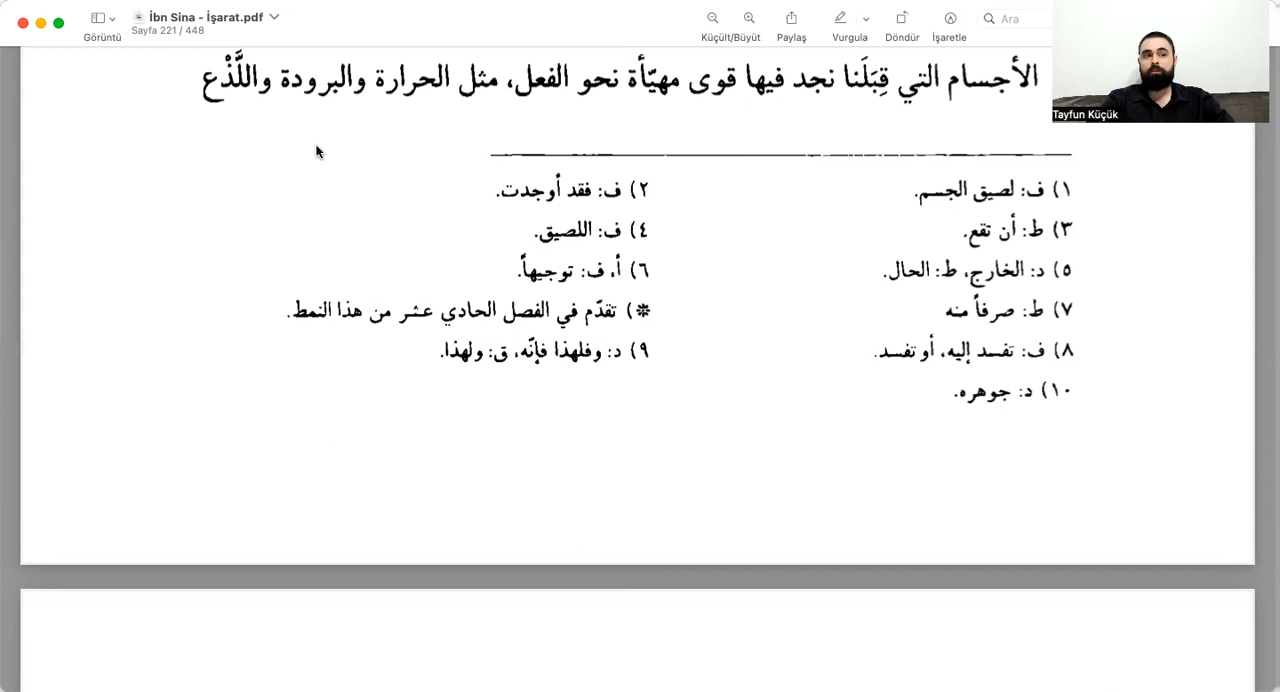 İbn Sina - İşarat.pdf
Sayfa 221 / 448
Görüntü
Küçült/Büyüt
Paylaş
Vurgula
Döndür
İşaretle
Ara
Tayfun Küçük
الأجسام التي قِبَلَنا نجد فيها قوى مهيّأة نحو الفعل، مثل الحرارة والبرودة واللَّذْع
١) ف: لصيق الجسم.
٢) ف: فقد أوجدت.
٣) ط: أن تقع.
٤) ف: اللصيق.
٥) د: الخارج، ط: الحال.
٦) أ، ف: توجيهاً.
٧) ط: صرفاً منه
*) تقدّم في الفصل الحادي عشر من هذا النمط.
٨) ف: تفسد إليه، أو تفسد.
٩) د: وفلهذا فإنّه، ق: ولهذا.
١٠) د: جوهره.